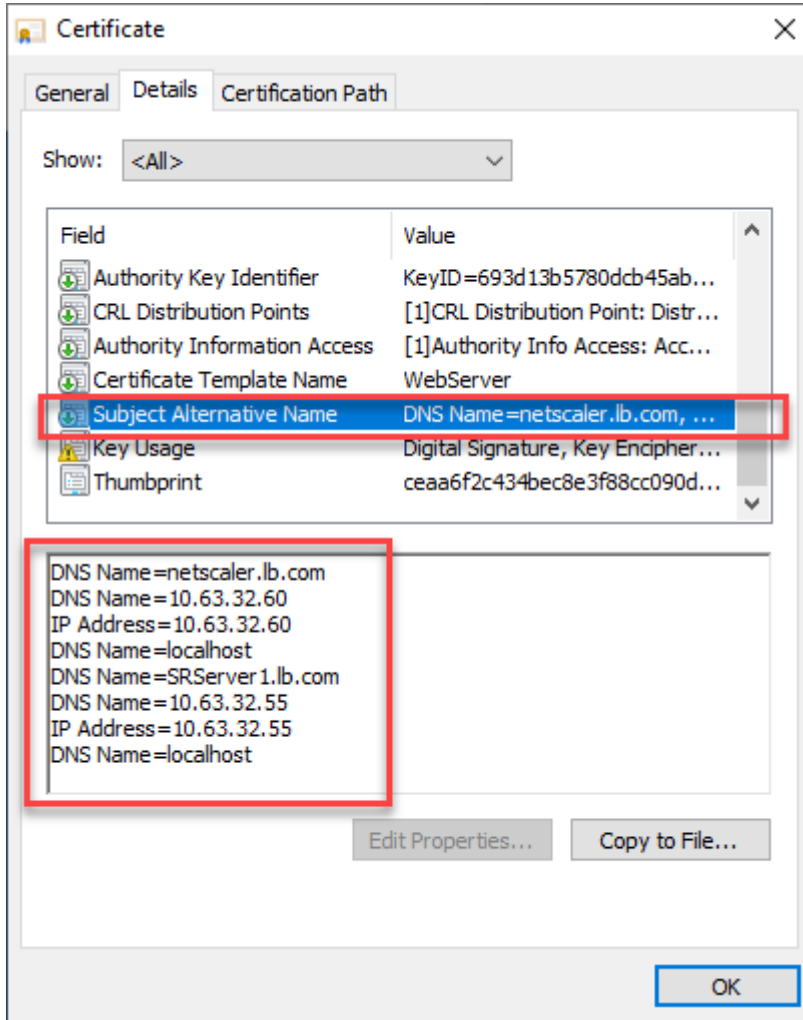 Certificate
General Details Certification Path
Show: <All>
Field Value
Authority Key Identifier KeyID=693d13b5780dcb45ab...
CRL Distribution Points [1]CRL Distribution Point: Distr...
Authority Information Access [1]Authority Info Access: Acc...
Certificate Template Name WebServer
Subject Alternative Name DNS Name=netscaler.lb.com, ...
Key Usage Digital Signature, Key Encipher...
Thumbprint ceaa6f2c434bec8e3f88cc090d...
DNS Name=netscaler.lb.com
DNS Name=10.63.32.60
IP Address=10.63.32.60
DNS Name=localhost
DNS Name=SRServer1.lb.com
DNS Name=10.63.32.55
IP Address=10.63.32.55
DNS Name=localhost
Edit Properties... Copy to File...
OK